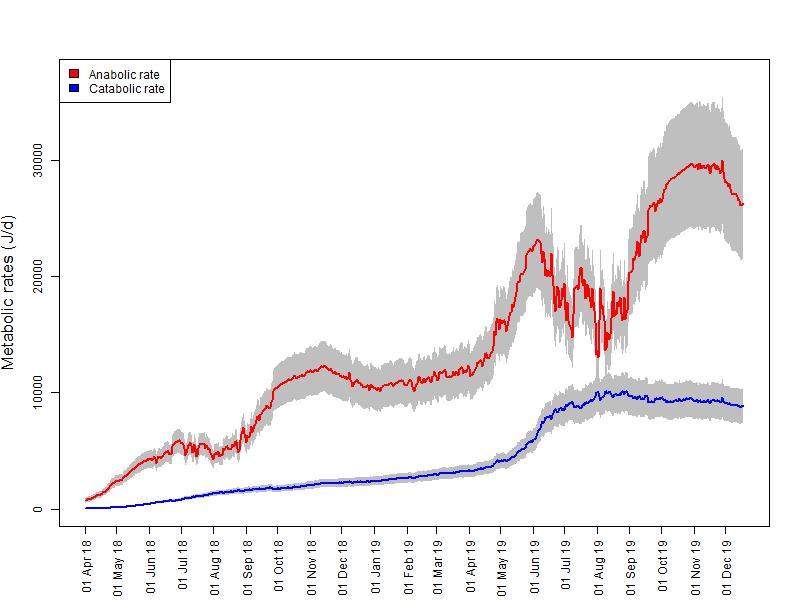 Anabolic rate
Catabolic rate
Metabolic rates (J/d)
30000
20000
10000
0
01 Apr 18
01 May 18
01 Jun 18
01 Jul 18
01 Aug 18
01 Sep 18
01 Oct 18
01 Nov 18
01 Dec 18
01 Jan 19
01 Feb 19
01 Mar 19
01 Apr 19
01 May 19
01 Jun 19
01 Jul 19
01 Aug 19
01 Sep 19
01 Oct 19
01 Nov 19
01 Dec 19